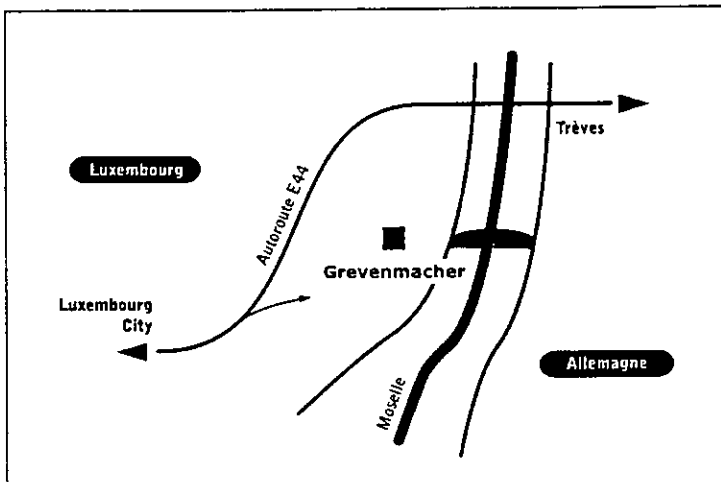 Trèves
Luxembourg
Autoroute E44
Grevenmacher
Luxembourg
City
Allemagne
Moselle